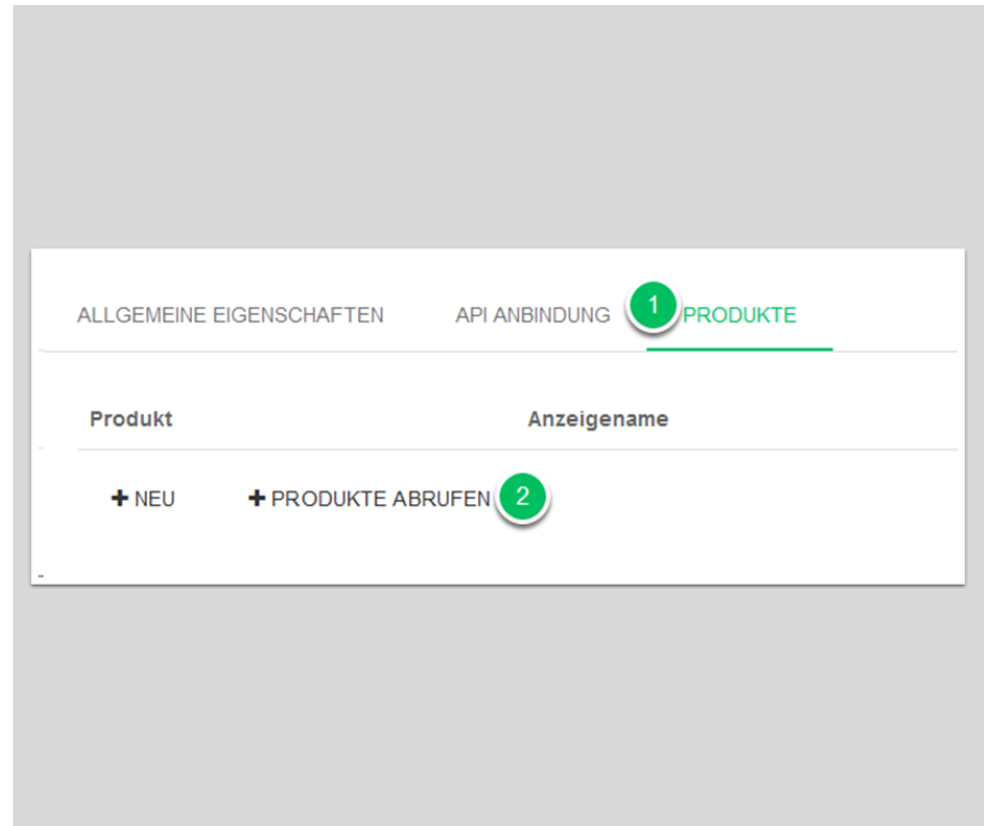 ALLGEMEINE EIGENSCHAFTEN API ANBINDUNG 1 PRODUKTE
Produkt Anzeigename
+ NEU + PRODUKTE ABRUFEN 2